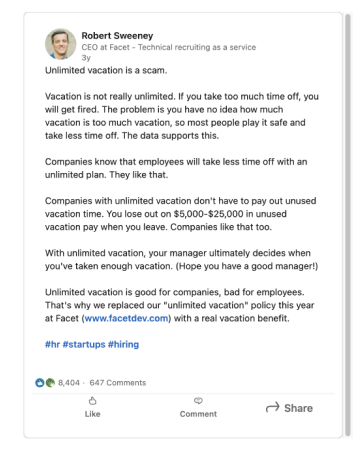 Robert Sweeney
CEO at Facet - Technical recruiting as a service
3y
Unlimited vacation is a scam.
Vacation is not really unlimited. If you take too much time off, you
will get fired. The problem is you have no idea how much
vacation is too much vacation, so most people play it safe and
take less time off. The data supports this.
Companies know that employees will take less time off with an
unlimited plan. They like that.
Companies with unlimited vacation don't have to pay out unused
vacation time. You lose out on $5,000-$25,000 in unused
vacation pay when you leave. Companies like that too.
With unlimited vacation, your manager ultimately decides when
you've taken enough vacation. (Hope you have a good manager!)
Unlimited vacation is good for companies, bad for employees.
That's why we replaced our "unlimited vacation" policy this year
at Facet (www.facetdev.com) with a real vacation benefit.
#hr #startups #hiring
8,404 · 647 Comments
Like Comment Share